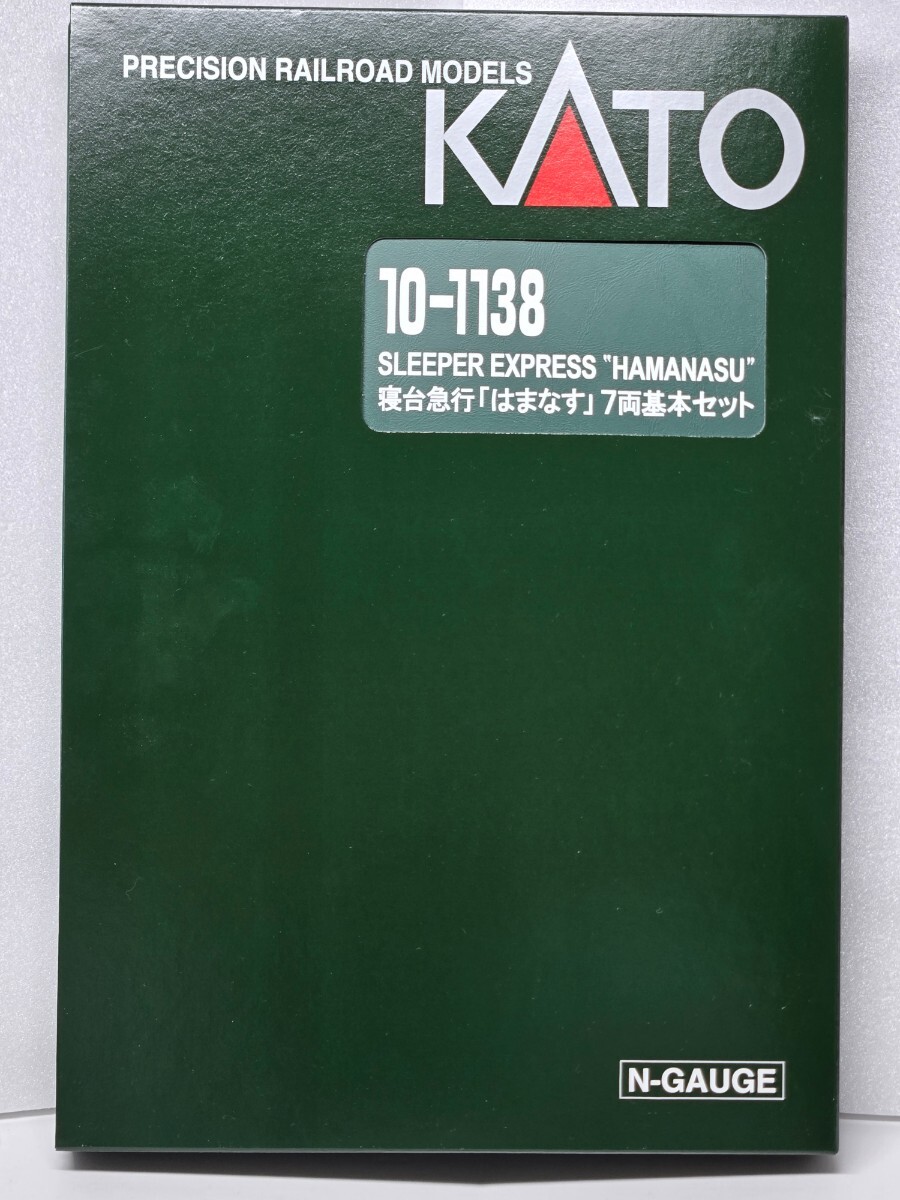 PRECISION RAILROAD MODELS
KATO
10-1138
SLEEPER EXPRESS "HAMANASU"
寝台急行「はまなす」7両基本セット
N-GAUGE